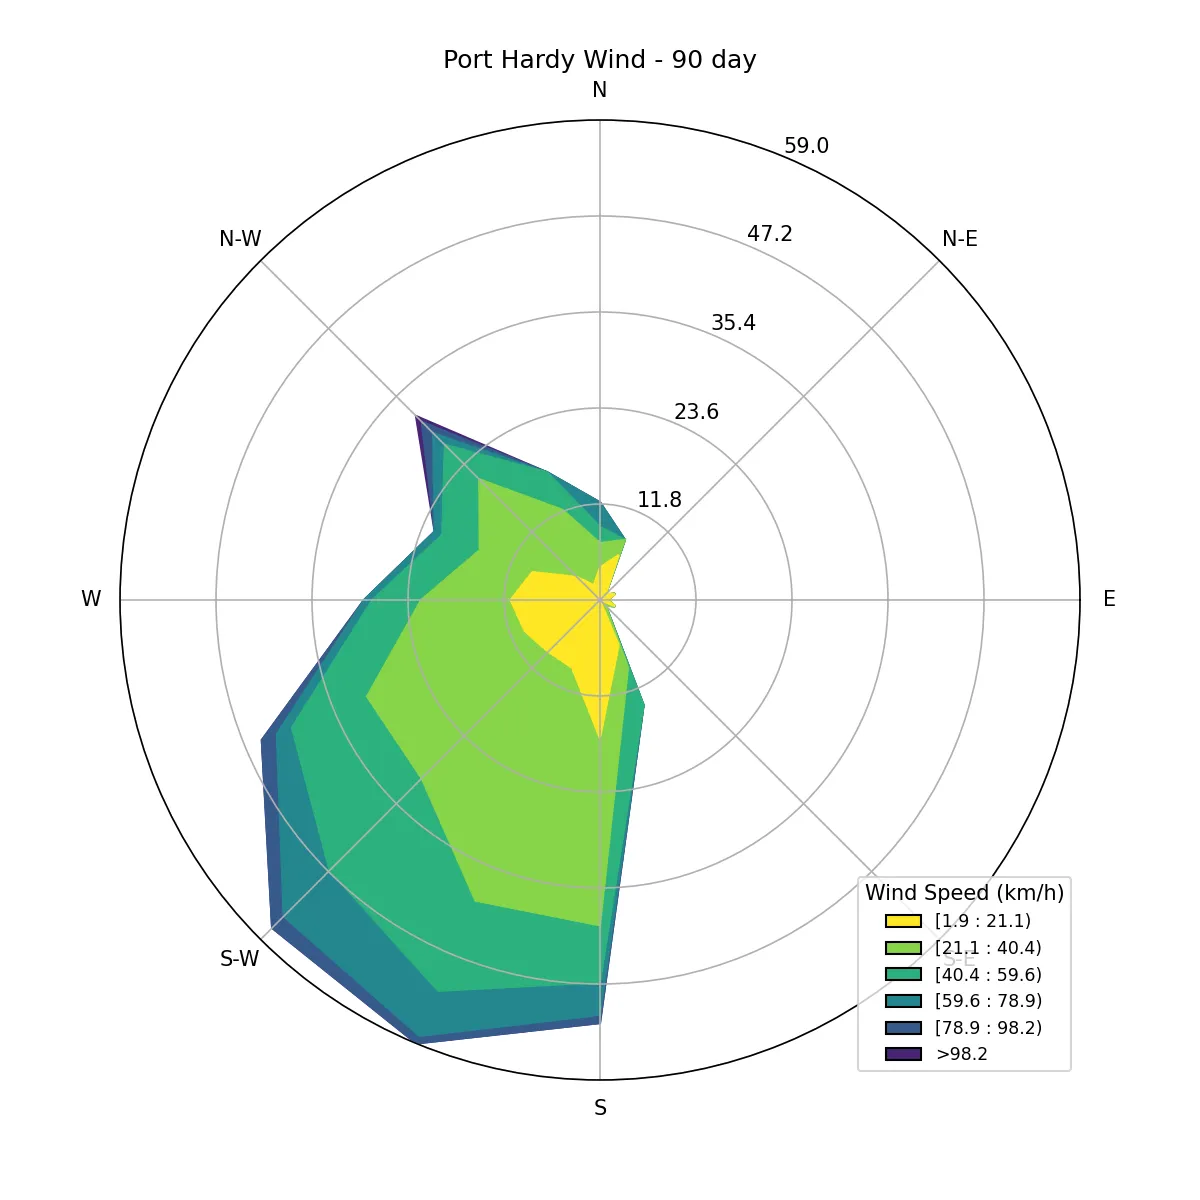 Port Hardy Wind - 90 day
N
59.0
N-W
47.2
N-E
35.4
23.6
11.8
W
E
Wind Speed (km/h)
[1.9 : 21.1)
[21.1 : 40.4)
S-W
S-E
[40.4 : 59.6)
[59.6 : 78.9)
[78.9 : 98.2)
>98.2
S